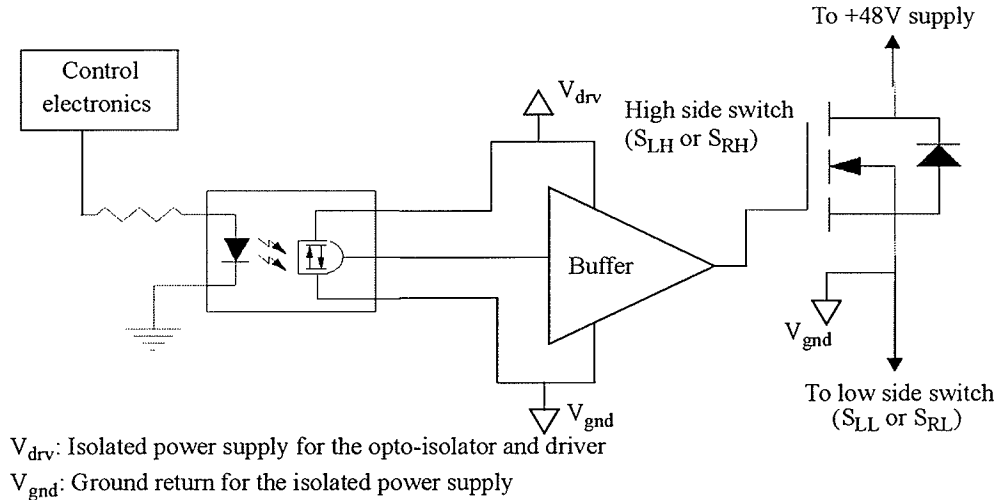 To +48V supply
Control
electronics
V_drv
High side switch
(S_LH or S_RH)
Buffer
V_gnd
To low side switch
(S_LL or S_RL)
V_gnd
V_drv: Isolated power supply for the opto-isolator and driver
V_gnd: Ground return for the isolated power supply